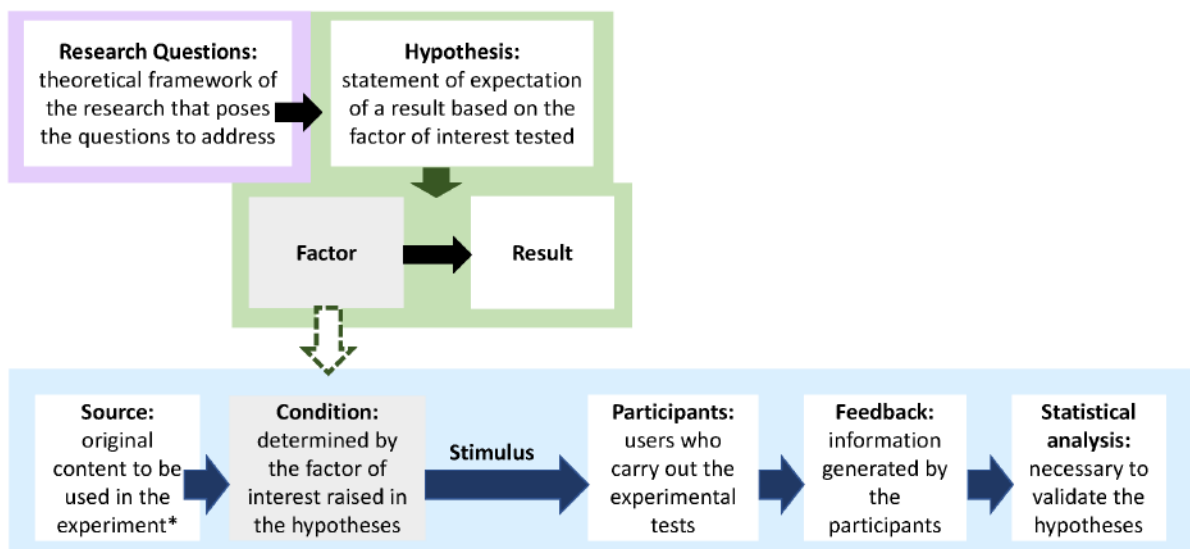 Research Questions:
theoretical framework of
the research that poses
the questions to address
Hypothesis:
statement of expectation
of a result based on the
factor of interest tested
Factor
Result
Source:
original
content to be
used in the
experiment*
Condition:
determined by
the factor of
interest raised in
the hypotheses
Stimulus
Participants:
users who
carry out the
experimental
tests
Feedback:
information
generated by
the
participants
Statistical
analysis:
necessary to
validate the
hypotheses